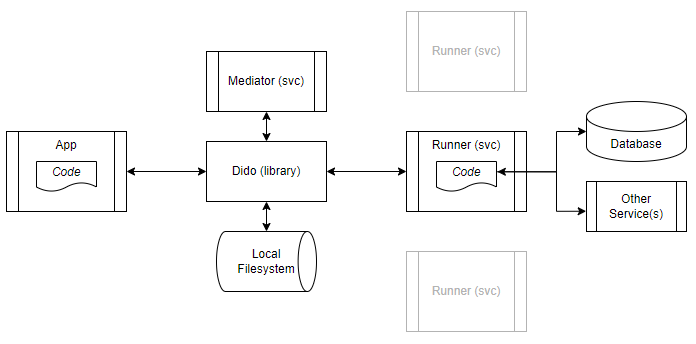 Runner (svc)
Mediator (svc)
App
Code
Dido (library)
Runner (svc)
Code
Database
Other
Service(s)
Local
Filesystem
Runner (svc)